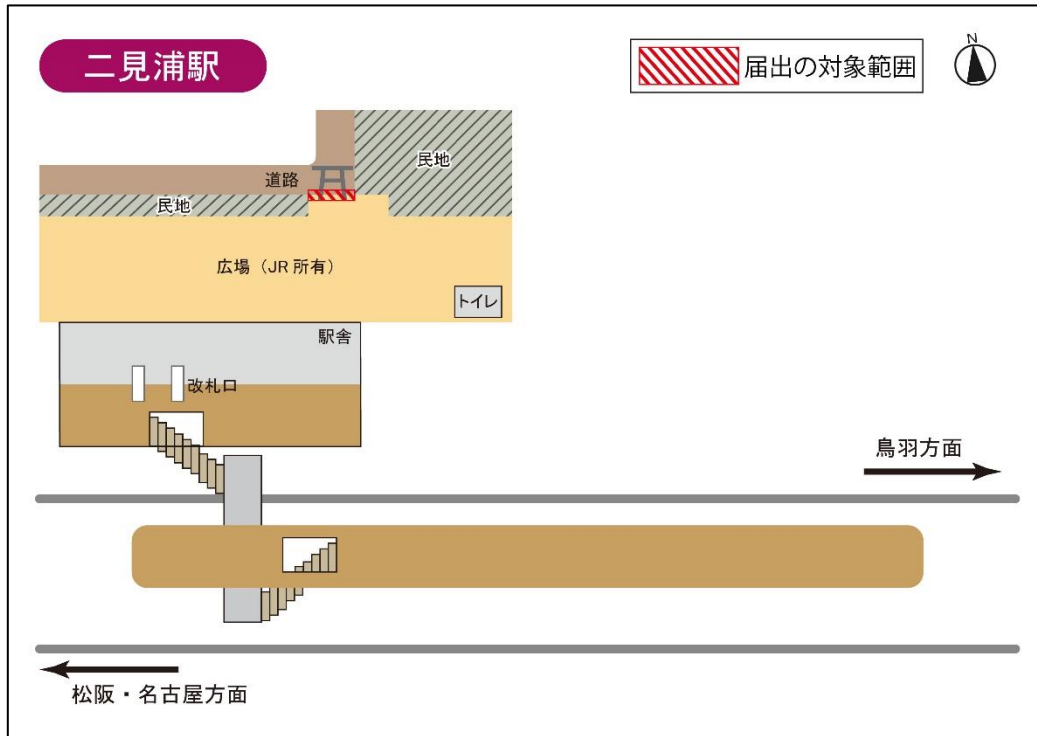 二見浦駅
届出の対象範囲
N
民地
道路
民地
広場（JR 所有）
トイレ
駅舎
改札口
鳥羽方面
松阪・名古屋方面